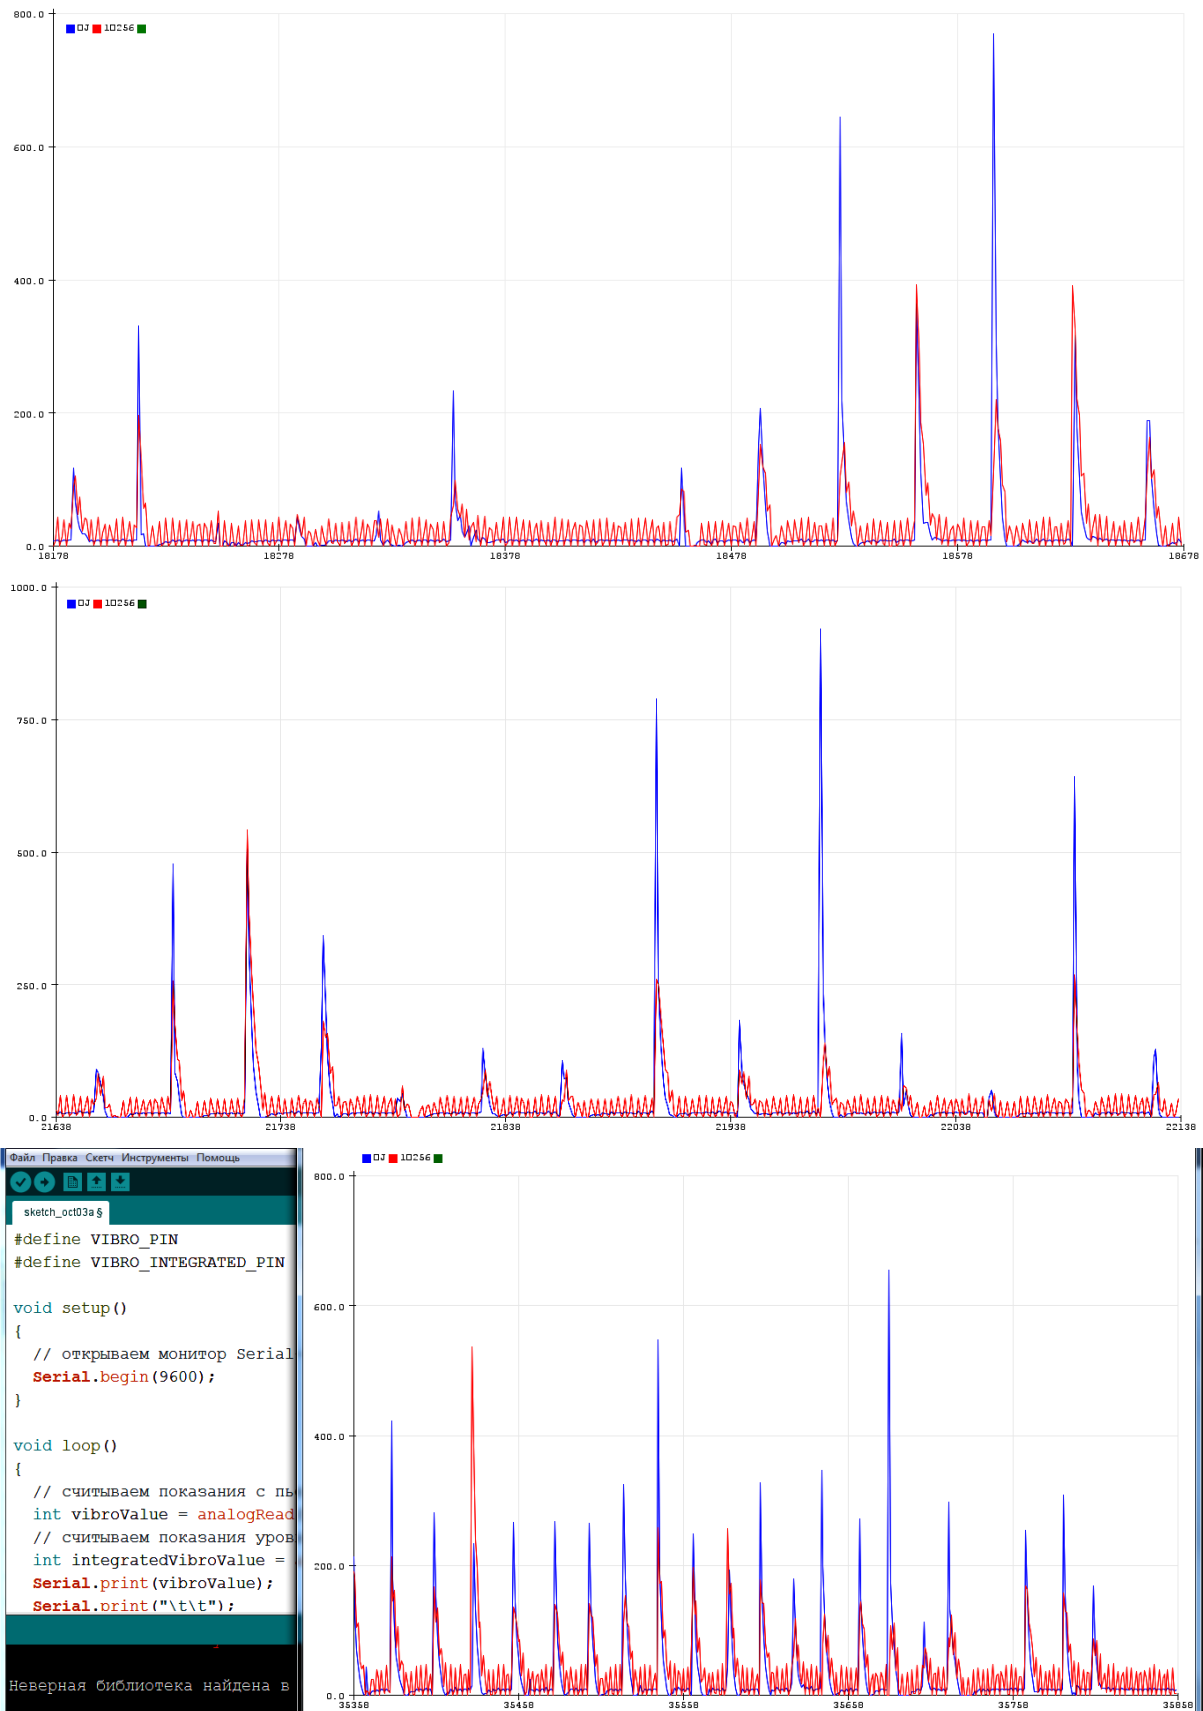 800.0
0J 10256
600.0
400.0
200.0
0.0
18178 18278 18378 18478 18578 18678
1000.0
0J 10256
750.0
500.0
250.0
0.0
21638 21738 21838 21938 22038 22138
Файл Правка Скетч Инструменты Помощь
sketch_oct03a §
#define VIBRO_PIN
#define VIBRO_INTEGRATED_PIN
void setup()
{
// открываем монитор Serial
Serial.begin(9600);
}
void loop()
{
// считываем показания с пь
int vibroValue = analogRead
// считываем показания уров
int integratedVibroValue =
Serial.print(vibroValue);
Serial.print("\t\t");
Неверная библиотека найдена в
0J 10256
800.0
600.0
400.0
200.0
0.0
35358 35458 35558 35658 35758 35858